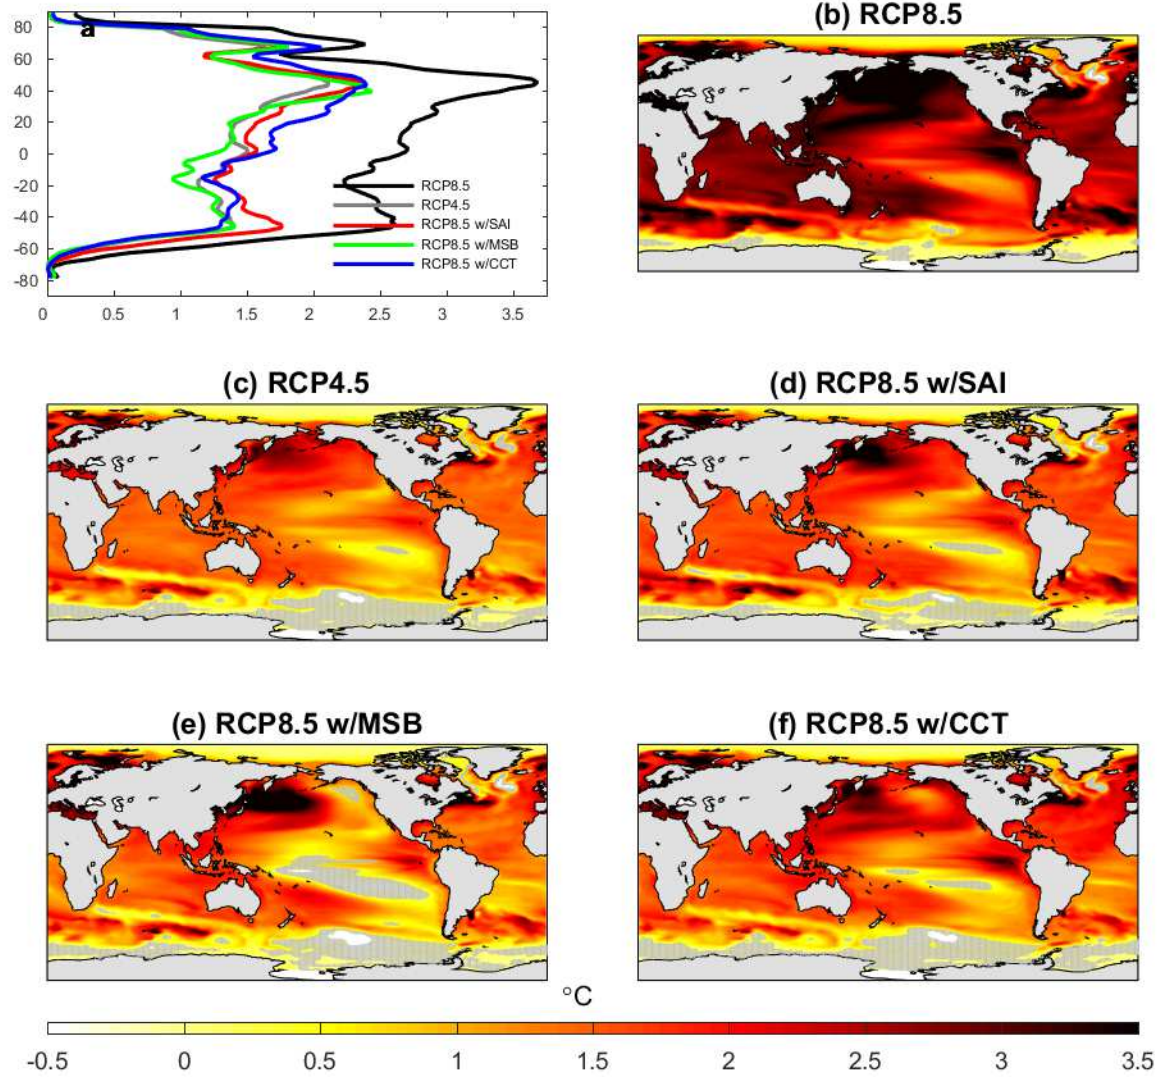 80
60
40
20
0
-20
-40
-60
-80
a
RCP8.5
RCP4.5
RCP8.5 w/SAI
RCP8.5 w/MSB
RCP8.5 w/CCT
0 0.5 1 1.5 2 2.5 3 3.5
(b) RCP8.5
(c) RCP4.5
(d) RCP8.5 w/SAI
(e) RCP8.5 w/MSB
(f) RCP8.5 w/CCT
°C
-0.5 0 0.5 1 1.5 2 2.5 3 3.5